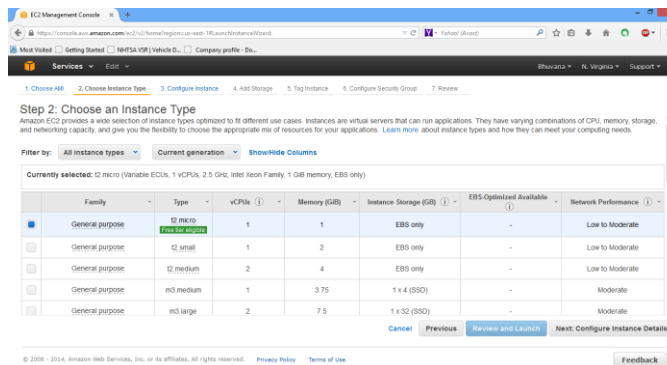 EC2 Management Console
https://console.aws.amazon.com/ec2/v2/home?region=us-east-1#LaunchInstanceWizard:
Yahoo! (Avast)
Most Visited Getting Started NHTSA VSR | Vehicle D... Company profile - Do...
Services Edit Bhuvana N. Virginia Support
1. Choose AMI 2. Choose Instance Type 3. Configure Instance 4. Add Storage 5. Tag Instance 6. Configure Security Group 7. Review
Step 2: Choose an Instance Type
Amazon EC2 provides a wide selection of instance types optimized to fit different use cases. Instances are virtual servers that can run applications. They have varying combinations of CPU, memory, storage,
and networking capacity, and give you the flexibility to choose the appropriate mix of resources for your applications. Learn more about instance types and how they can meet your computing needs.
Filter by: All instance types Current generation Show/Hide Columns
Currently selected: t2.micro (Variable ECUs, 1 vCPUs, 2.5 GHz, Intel Xeon Family, 1 GiB memory, EBS only)
Family Type vCPUs Memory (GiB) Instance Storage (GB) EBS-Optimized Available Network Performance
General purpose t2.micro 1 1 EBS only - Low to Moderate
Free tier eligible
General purpose t2.small 1 2 EBS only - Low to Moderate
General purpose t2.medium 2 4 EBS only - Low to Moderate
General purpose m3.medium 1 3.75 1 x 4 (SSD) - Moderate
General purpose m3.large 2 7.5 1 x 32 (SSD) - Moderate
Cancel Previous Review and Launch Next: Configure Instance Details
© 2008 - 2014, Amazon Web Services, Inc. or its affiliates. All rights reserved. Privacy Policy Terms of Use Feedback